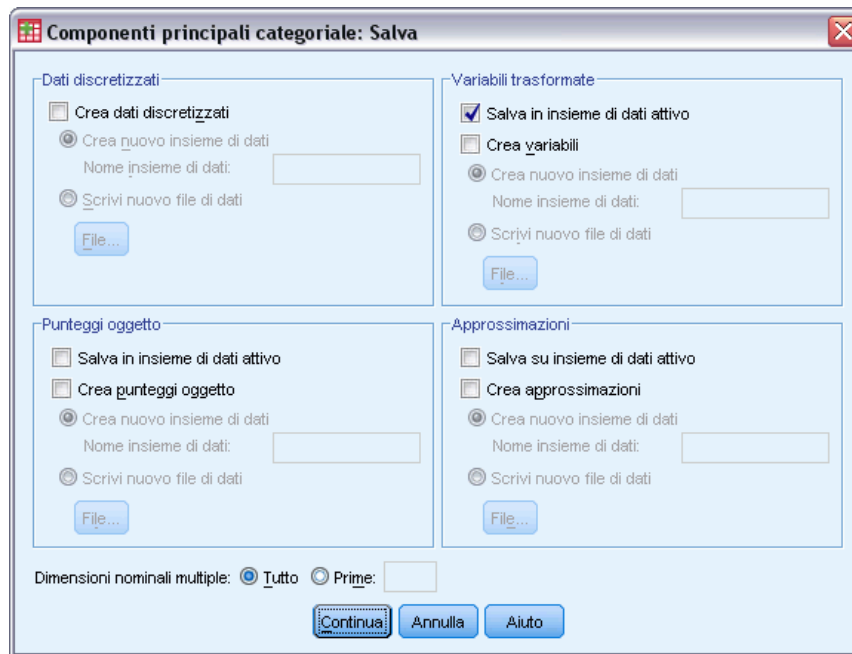 Componenti principali categoriale: Salva
Dati discretizzati
Crea dati discretizzati
Crea nuovo insieme di dati
Nome insieme di dati:
Scrivi nuovo file di dati
File...
Variabili trasformate
Salva in insieme di dati attivo
Crea variabili
Crea nuovo insieme di dati
Nome insieme di dati:
Scrivi nuovo file di dati
File...
Punteggi oggetto
Salva in insieme di dati attivo
Crea punteggi oggetto
Crea nuovo insieme di dati
Nome insieme di dati:
Scrivi nuovo file di dati
File...
Approssimazioni
Salva su insieme di dati attivo
Crea approssimazioni
Crea nuovo insieme di dati
Nome insieme di dati:
Scrivi nuovo file di dati
File...
Dimensioni nominali multiple: Tutto Prime:
Continua Annulla Aiuto